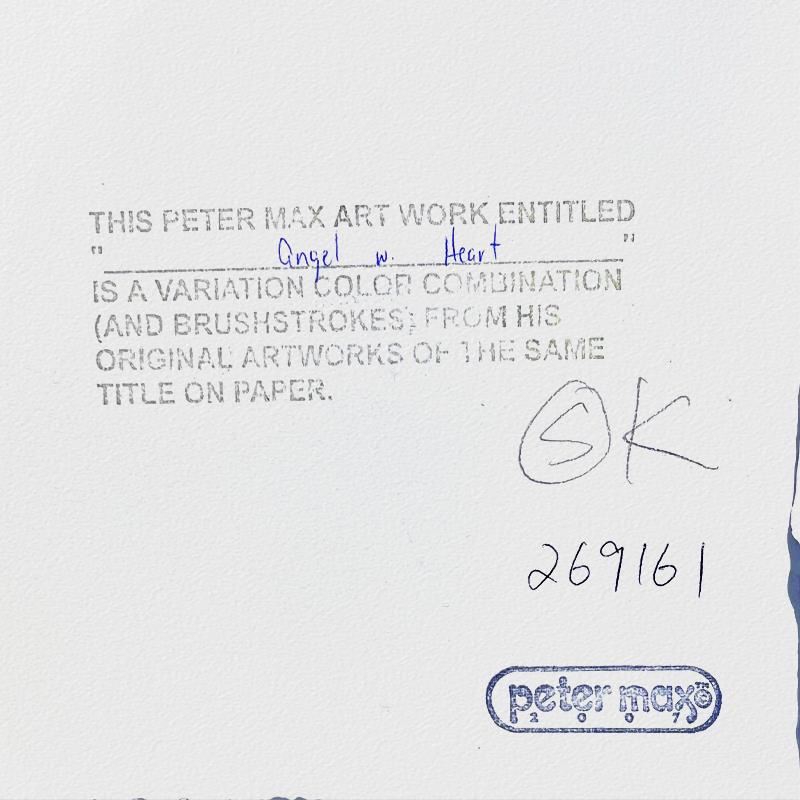 THIS PETER MAX ART WORK ENTITLED
" Angel w. Heart "
IS A VARIATION COLOR COMBINATION
(AND BRUSHSTROKES) FROM HIS
ORIGINAL ARTWORKS OF THE SAME
TITLE ON PAPER.
SK
269161
peter max TM ©
2007